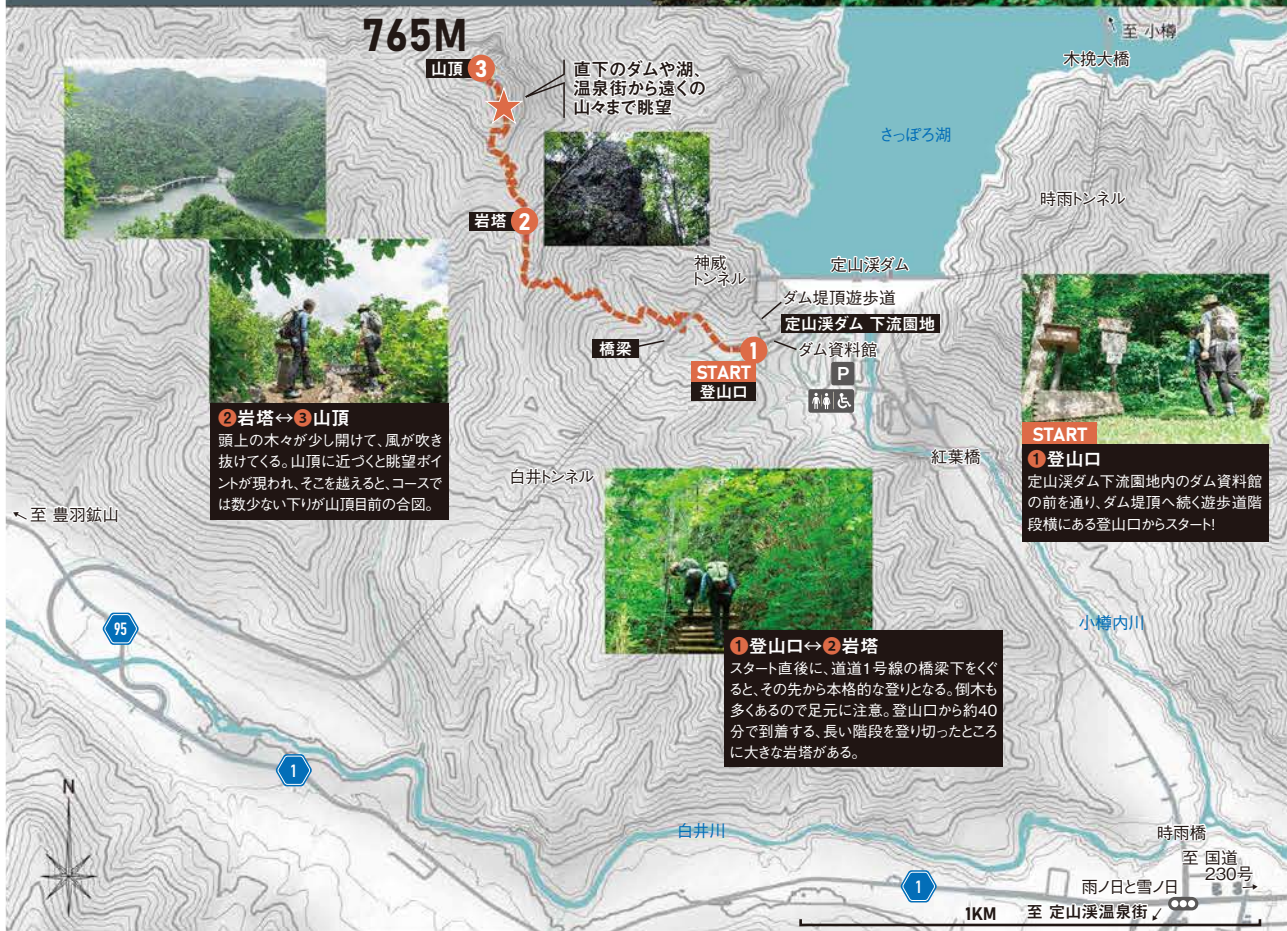 765M
山頂 3
直下のダムや湖、
温泉街から遠くの
山々まで眺望
至 小樽
木挽大橋
さっぽろ湖
時雨トンネル
岩塔 2
神威
トンネル
定山渓ダム
ダム堤頂遊歩道
定山渓ダム 下流園地
ダム資料館
橋梁
1
START
登山口
P
❷岩塔↔❸山頂
頭上の木々が少し開けて、風が吹き
抜けてくる。山頂に近づくと眺望ポイ
ントが現われ、そこを越えると、コースで
は数少ない下りが山頂目前の合図。
START
❶登山口
定山渓ダム下流園地内のダム資料館
の前を通り、ダム堤頂へ続く遊歩道階
段横にある登山口からスタート!
紅葉橋
白井トンネル
至 豊羽鉱山
95
小樽内川
❶登山口↔❷岩塔
スタート直後に、道道1号線の橋梁下をくぐ
ると、その先から本格的な登りとなる。倒木も
多くあるので足元に注意。登山口から約40
分で到着する、長い階段を登り切ったところ
に大きな岩塔がある。
1
N
白井川
時雨橋
至 国道
230号
1
雨ノ日と雪ノ日
1KM
至 定山渓温泉街